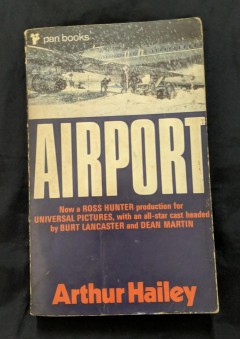 pan books
AIRPORT
Now a ROSS HUNTER production for
UNIVERSAL PICTURES, with an all-star cast headed
by BURT LANCASTER and DEAN MARTIN
Arthur Hailey